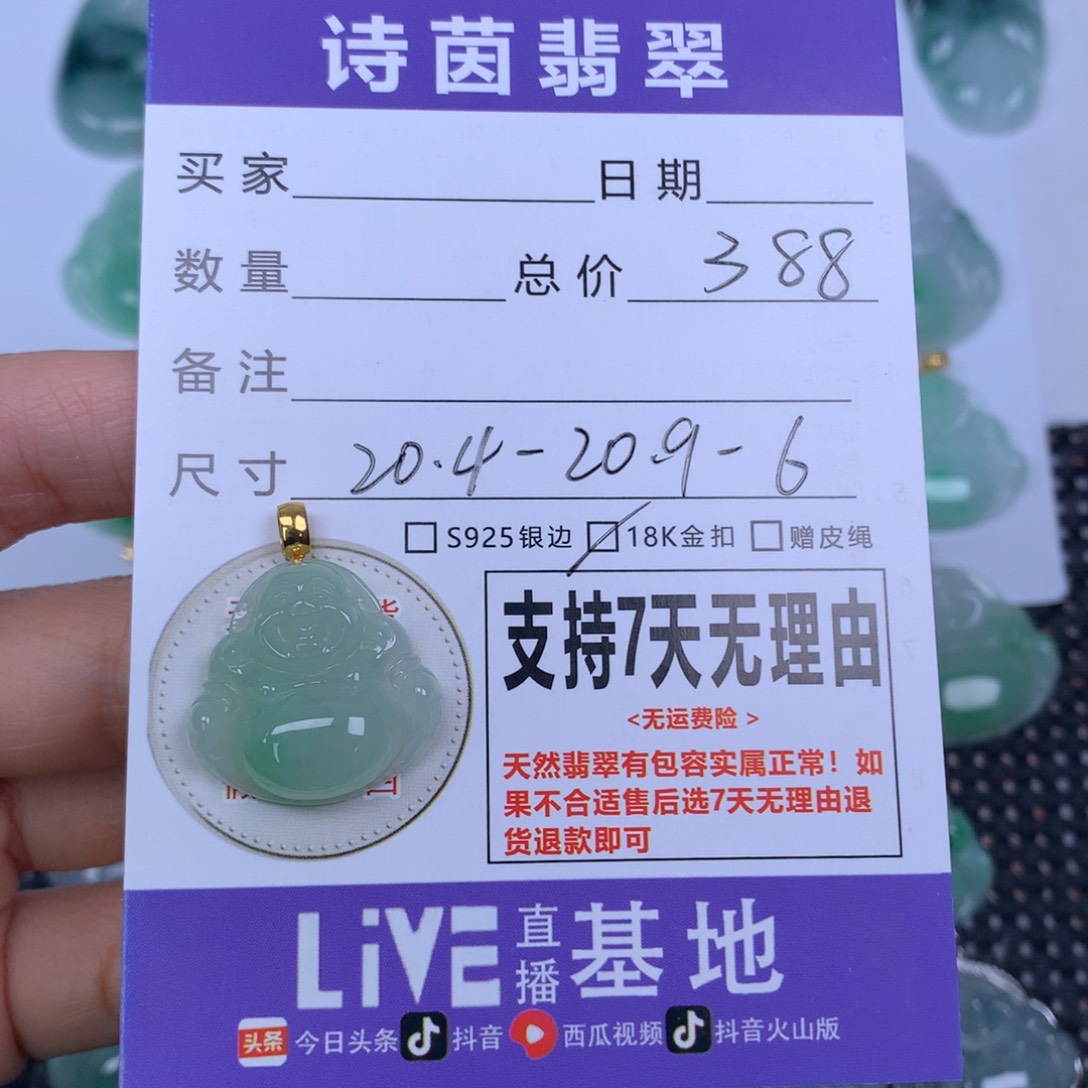 诗茵翡翠
买家 日期
数量 总价 388
备注
尺寸 20.4-20.9-6
S925银边 18K金扣 赠皮绳
支持7天无理由
<无运费险 >
天然翡翠有包容实属正常！如
果不合适售后选7天无理由退
货退款即可
LiVE 直播 基地
头条 今日头条 抖音 西瓜视频 抖音火山版